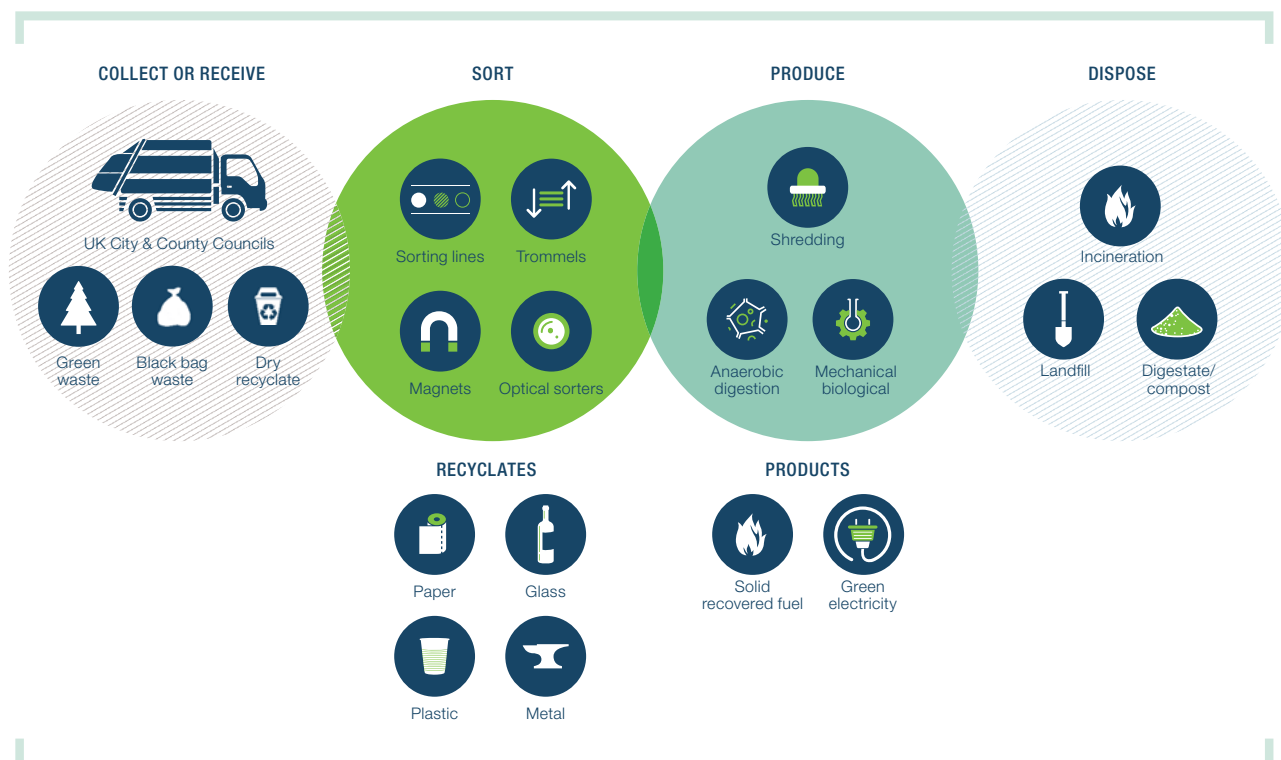 COLLECT OR RECEIVE
UK City & County Councils
Green
waste
Black bag
waste
Dry
recyclate
SORT
Sorting lines
Trommels
Magnets
Optical sorters
RECYCLATES
Paper
Glass
Plastic
Metal
PRODUCE
Shredding
Anaerobic
digestion
Mechanical
biological
PRODUCTS
Solid
recovered fuel
Green
electricity
DISPOSE
Incineration
Landfill
Digestate/
compost